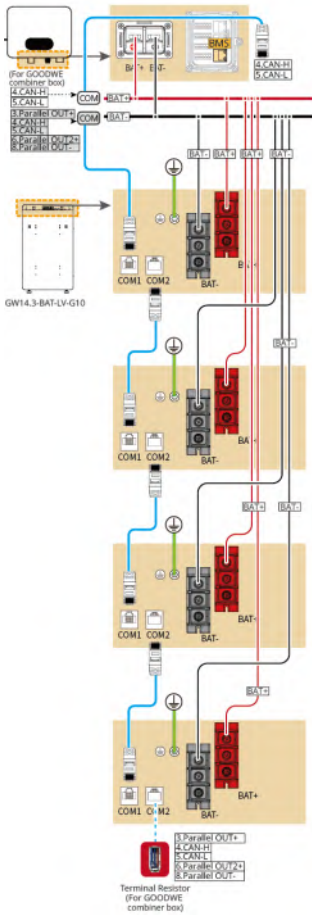 BMS
BAT+ BAT-
4.CAN-H
5.CAN-L
(For GOODWE
combiner box)
4.CAN-H
5.CAN-L
COM
BAT+
3.Parallel OUT+
4.CAN-H
5.CAN-L
6.Parallel OUT2+
8.Parallel OUT-
COM
BAT-
BAT- BAT+ BAT+ BAT-
GW14.3-BAT-LV-G10
COM1 COM2
BAT+
BAT-
BAT-
COM1 COM2
BAT-
BAT+ BAT-
COM1 COM2
BAT-
BAT+
COM1 COM2
BAT+
BAT-
3.Parallel OUT+
4.CAN-H
5.CAN-L
6.Parallel OUT2+
8.Parallel OUT-
Terminal Resistor
(For GOODWE
combiner box)